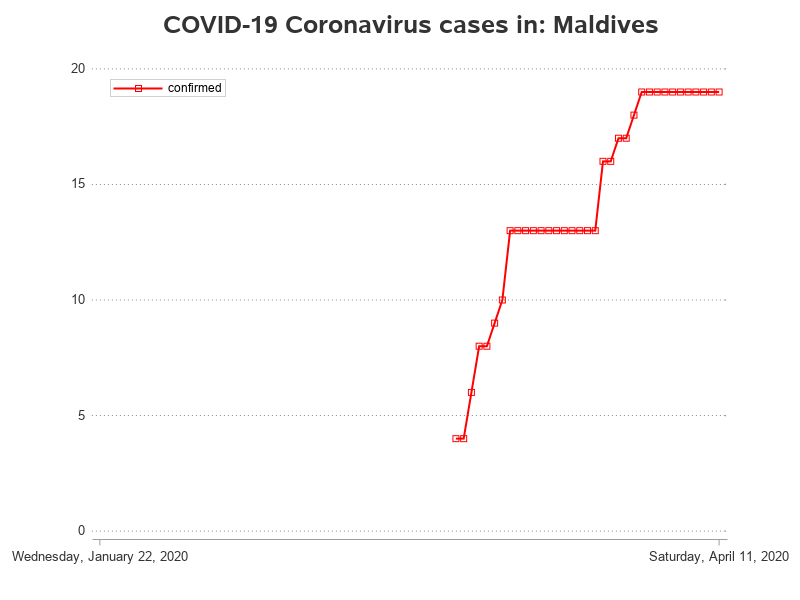 COVID-19 Coronavirus cases in: Maldives
20
confirmed
15
10
5
0
Wednesday, January 22, 2020 Saturday, April 11, 2020